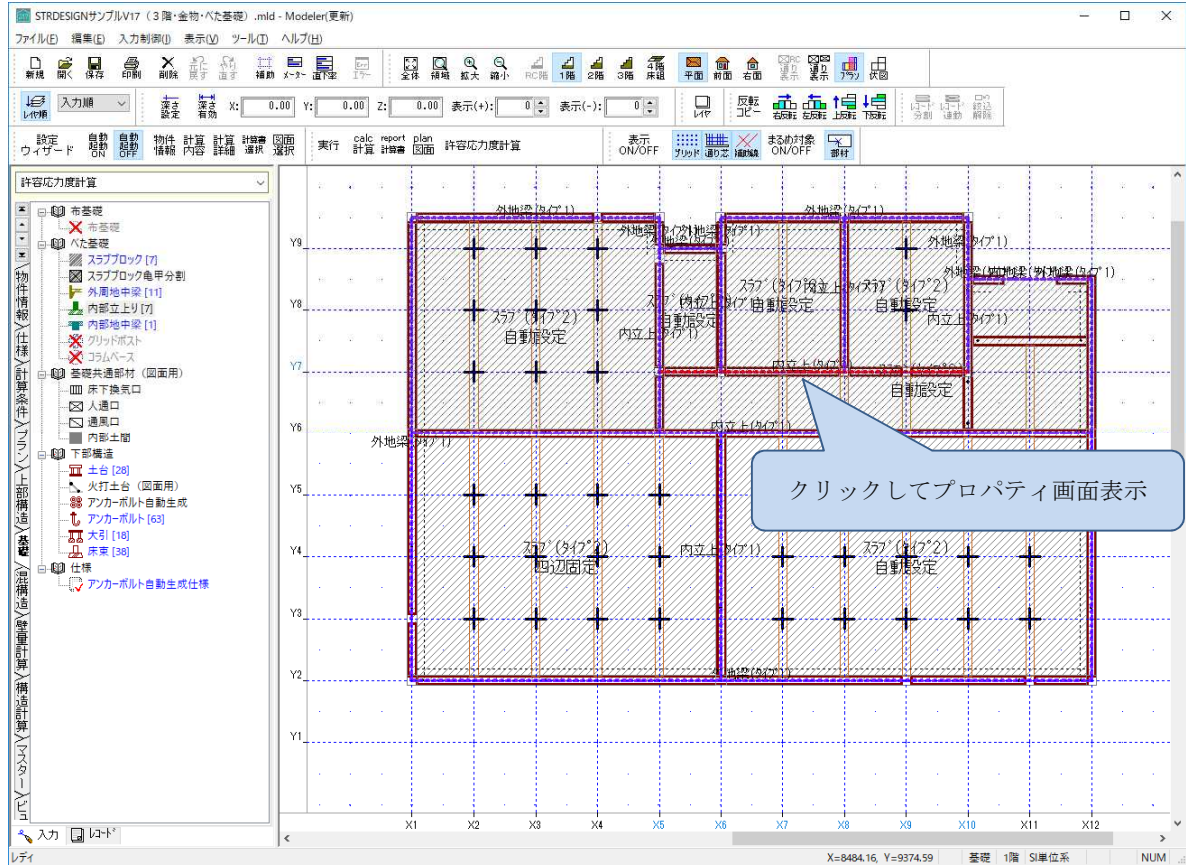 STRDESIGNサンプルV17（３階・金物・べた基礎）.mld - Modeler(更新)
ファイル(F) 編集(E) 入力制御(I) 表示(V) ツール(T) ヘルプ(H)
新規 開く 保存 印刷 削除 元に戻す やり直す 補助 メーター 直下率 エラー 全体 領域 拡大 縮小 RC階 1階 2階 3階 4階床組 平面 前面 右面 プラン 伏図
レイヤ順 入力順 深さ設定 深さ有効 X: 0.00 Y: 0.00 Z: 0.00 表示(+): 0 表示(-): 0 レイヤ 反転コピー 右反転 左反転 上反転 下反転 レコード分割 レコード連動 絞込解除
設定ウィザード 自動起動ON 自動起動OFF 物件情報 計算内容 計算詳細 計算書選択 図面選択 実行 calc計算 report計算書 plan図面 許容応力度計算 表示ON/OFF グリッド 通り芯 補助線 まるめ対象ON/OFF 部材
許容応力度計算
布基礎
布基礎
べた基礎
スラブブロック [7]
スラブブロック亀甲分割
外周地中梁 [11]
内部立上り[7]
内部地中梁 [1]
グリッドポスト
コラムベース
基礎共通部材（図面用）
床下換気口
人通口
通風口
内部土間
下部構造
土台 [28]
火打土台（図面用）
アンカーボルト自動生成
アンカーボルト [63]
大引 [18]
床束 [38]
仕様
アンカーボルト自動生成仕様
物件情報
仕様
計算条件
プラン
上部構造
基礎
混構造
壁量計算
構造計算
マスター
ビュ
入力 レコード
外地梁(タイプ1) 外地梁(タイプ1)
Y9
外地梁(タイプ1)
Y8
スラブ(タイプ2)
自動設定
スラブ(タイプ2)
自動設定
内立上(タイプ1)
Y7
内立上(タイプ1)
自動設定
Y6
外地梁(タイプ1)
内立上(タイプ1)
クリックしてプロパティ画面表示
Y5
Y4
スラブ(タイプ2)
四辺固定
内立上(タイプ1)
スラブ(タイプ2)
自動設定
Y3
Y2
外地梁(タイプ1)
Y1
X1 X2 X3 X4 X5 X6 X7 X8 X9 X10 X11 X12
レディ X=8484.16, Y=9374.59 基礎 1階 SI単位系 NUM